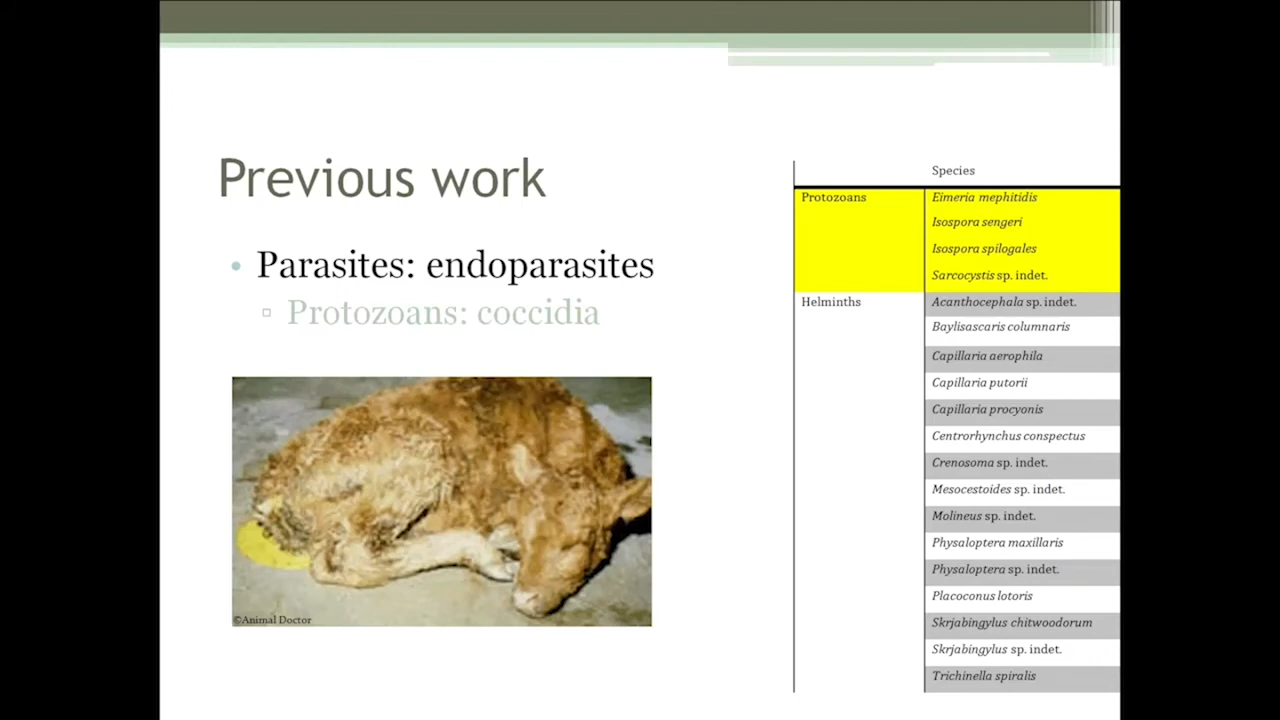 Previous work
• Parasites: endoparasites
▫ Protozoans: coccidia
©Animal Doctor
Species
Protozoans
Eimeria mephitidis
Isospora sengeri
Isospora spilogales
Sarcocystis sp. indet.
Helminths
Acanthocephala sp. indet.
Baylisascaris columnaris
Capillaria aerophila
Capillaria putorii
Capillaria procyonis
Centrorhynchus conspectus
Crenosoma sp. indet.
Mesocestoides sp. indet.
Molineus sp. indet.
Physaloptera maxillaris
Physaloptera sp. indet.
Placoconus lotoris
Skrjabingylus chitwoodorum
Skrjabingylus sp. indet.
Trichinella spiralis